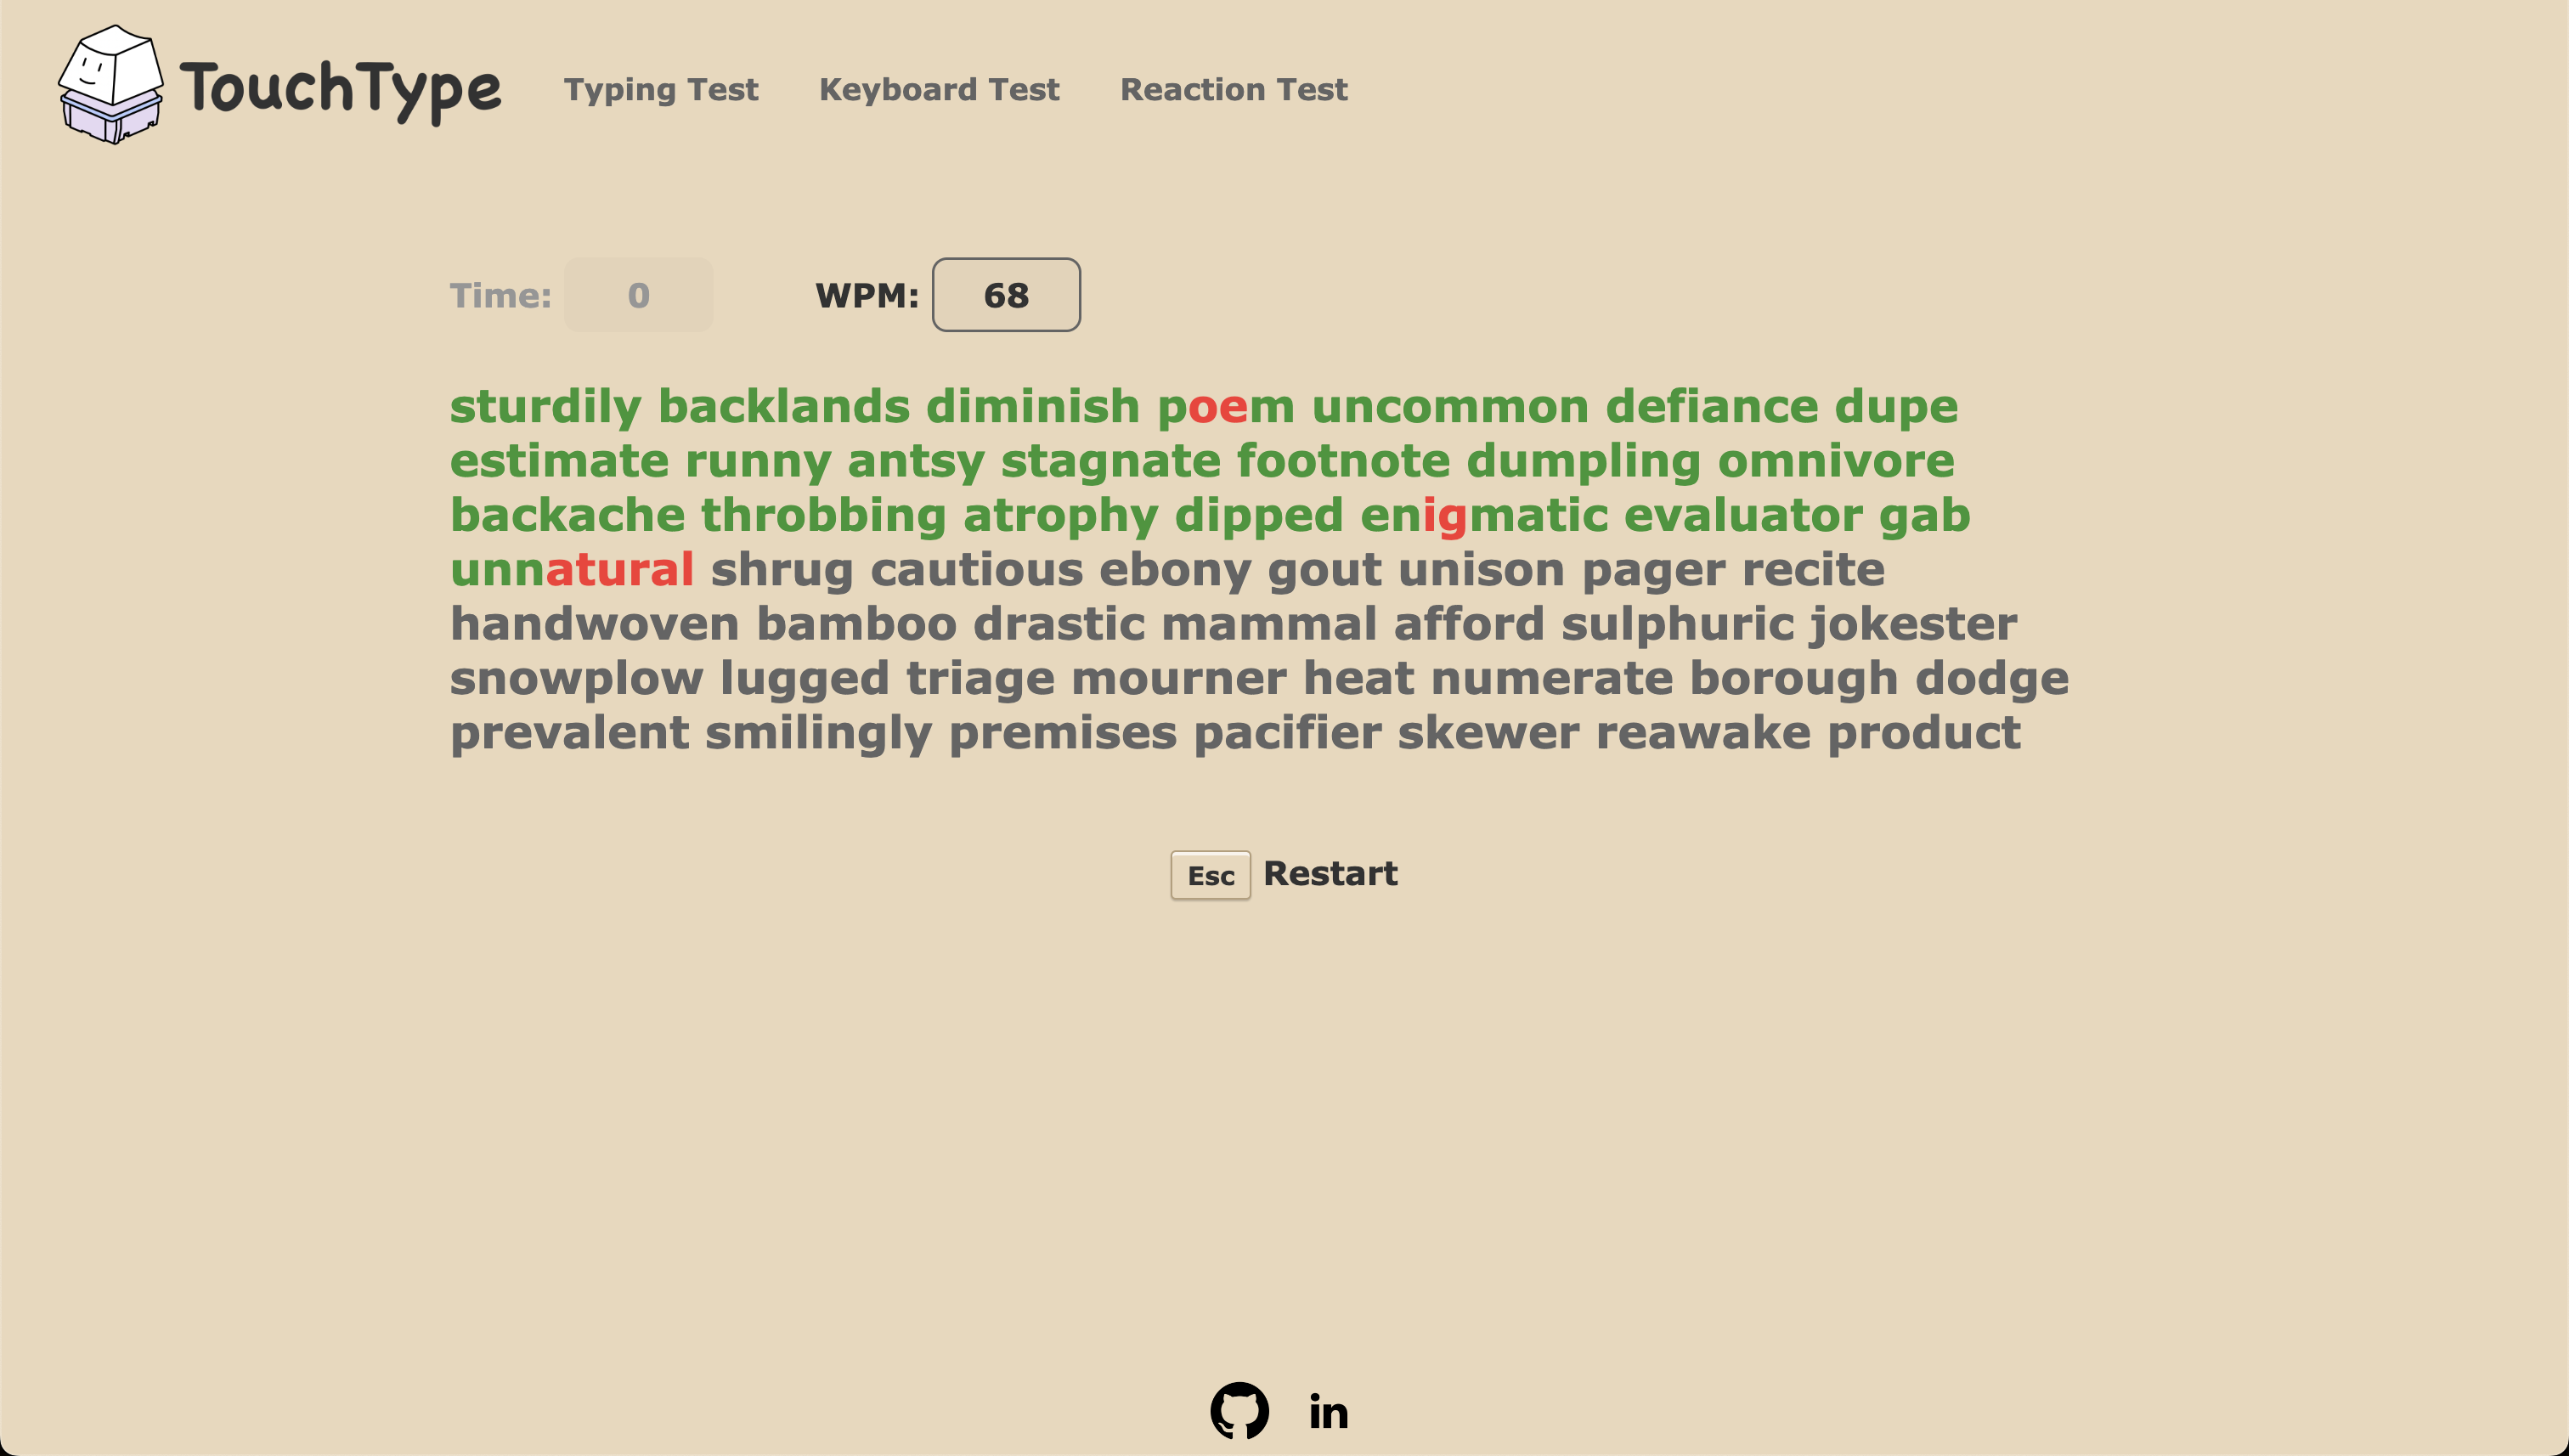 TouchType Typing Test Keyboard Test Reaction Test
Time: 0 WPM: 68
sturdily backlands diminish poem uncommon defiance dupe
estimate runny antsy stagnate footnote dumpling omnivore
backache throbbing atrophy dipped enigmatic evaluator gab
unnatural shrug cautious ebony gout unison pager recite
handwoven bamboo drastic mammal afford sulphuric jokester
snowplow lugged triage mourner heat numerate borough dodge
prevalent smilingly premises pacifier skewer reawake product
Esc Restart
in